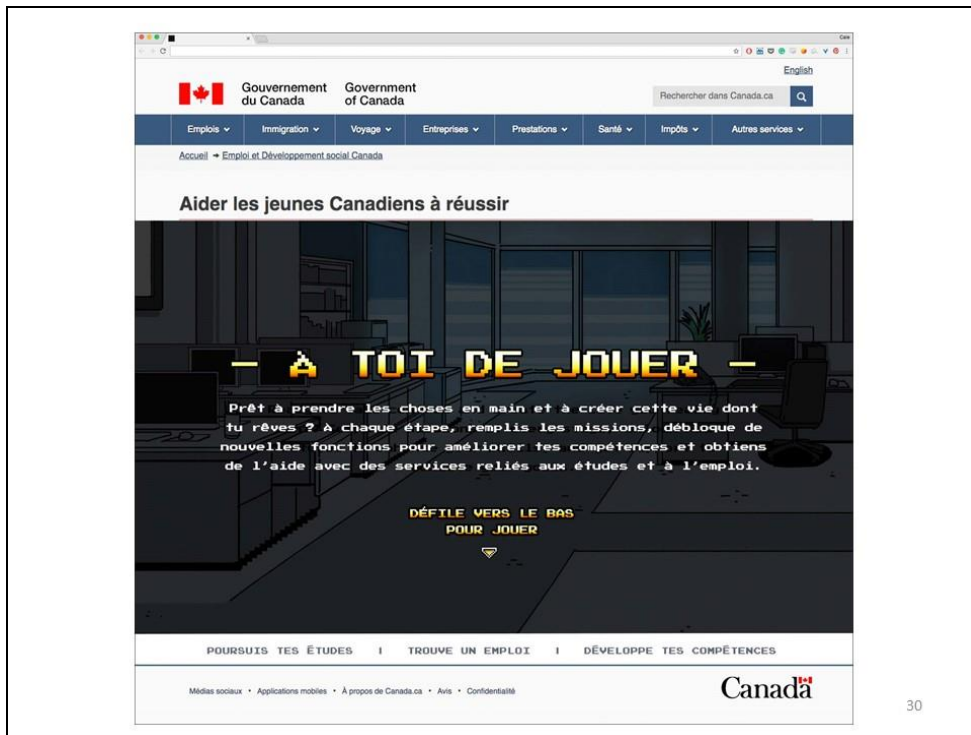 English
Gouvernement du Canada
Government of Canada
Rechercher dans Canada.ca
Emplois Immigration Voyage Entreprises Prestations Santé Impôts Autres services
Accueil → Emploi et Développement social Canada
Aider les jeunes Canadiens à réussir
– À TOI DE JOUER –
Prêt à prendre les choses en main et à créer cette vie dont
tu rêves ? À chaque étape, remplis les missions, débloque de
nouvelles fonctions pour améliorer tes compétences et obtiens
de l'aide avec des services reliés aux études et à l'emploi.
DÉFILE VERS LE BAS
POUR JOUER
POURSUIS TES ÉTUDES | TROUVE UN EMPLOI | DÉVELOPPE TES COMPÉTENCES
Médias sociaux • Applications mobiles • À propos de Canada.ca • Avis • Confidentialité
Canada
30